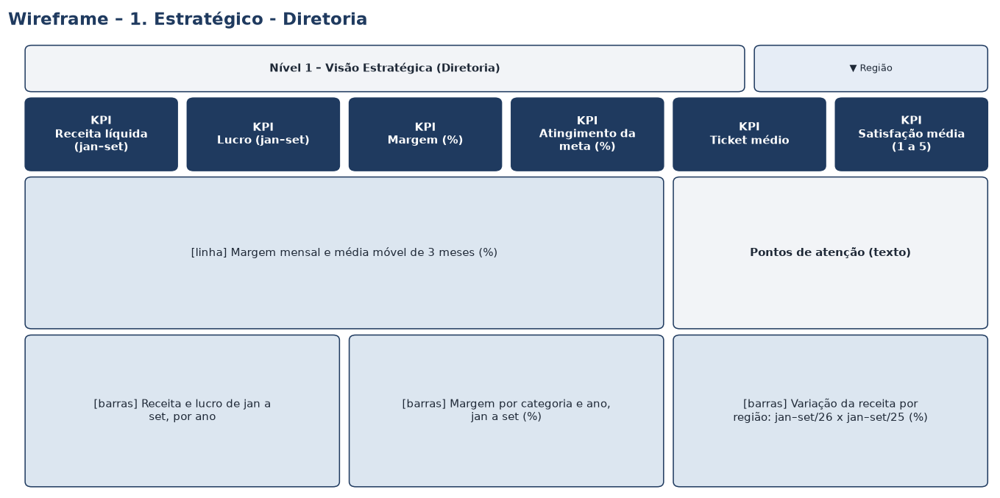 Wireframe – 1. Estratégico - Diretoria
Nível 1 – Visão Estratégica (Diretoria)
▼ Região
KPI
Receita líquida
(jan–set)
KPI
Lucro (jan–set)
KPI
Margem (%)
KPI
Atingimento da
meta (%)
KPI
Ticket médio
KPI
Satisfação média
(1 a 5)
[linha] Margem mensal e média móvel de 3 meses (%)
Pontos de atenção (texto)
[barras] Receita e lucro de jan a
set, por ano
[barras] Margem por categoria e ano,
jan a set (%)
[barras] Variação da receita por
região: jan–set/26 x jan–set/25 (%)